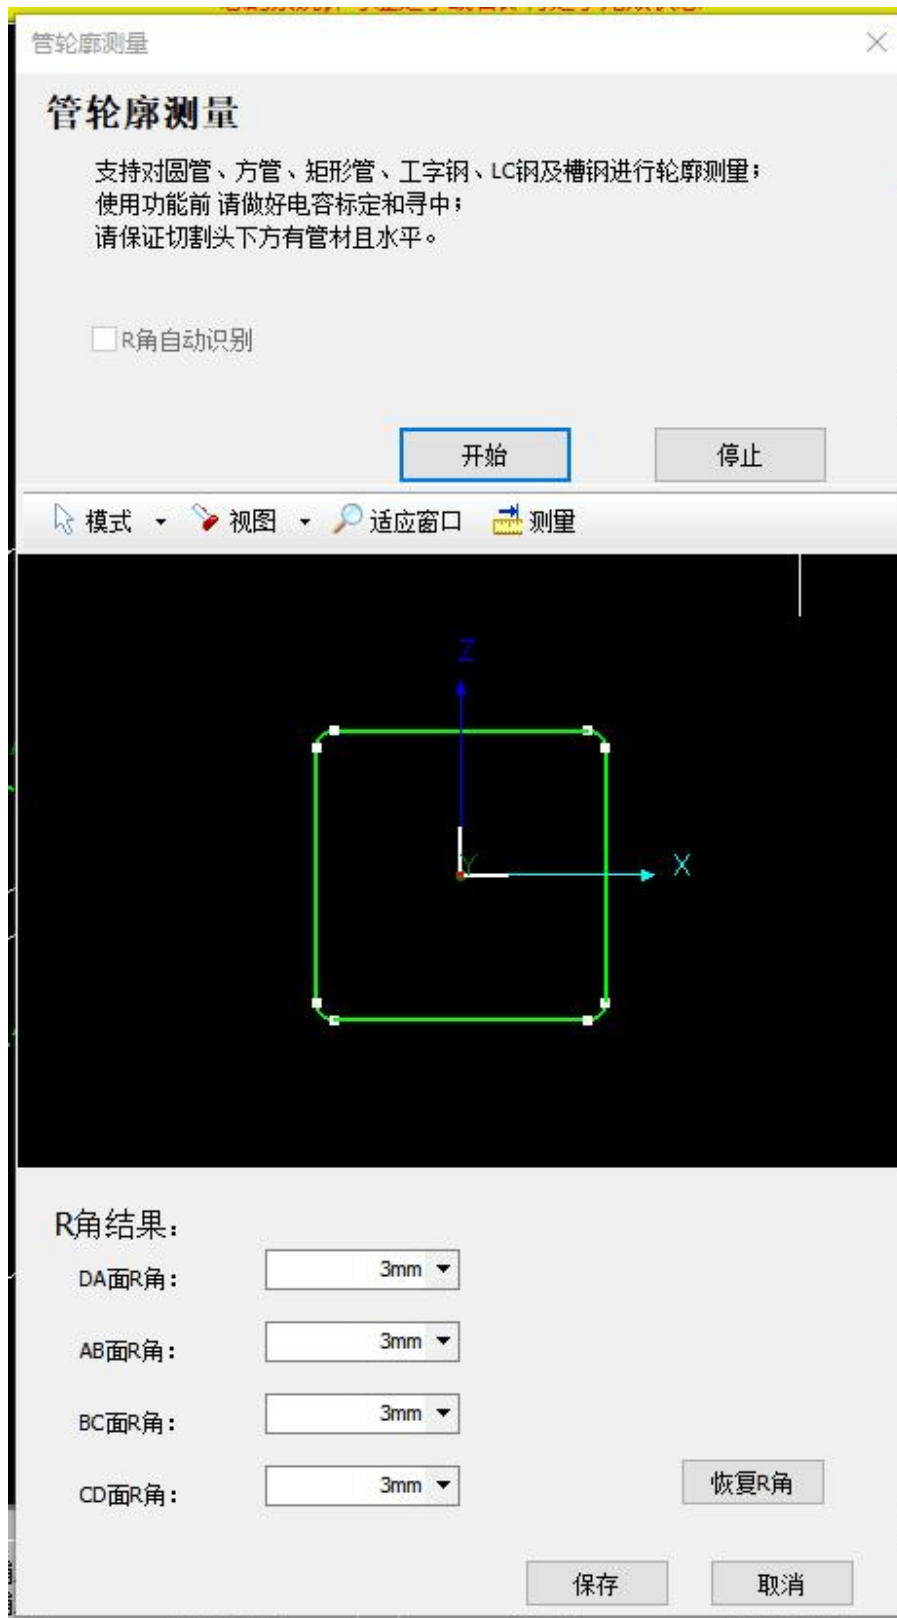 管轮廓测量
管轮廓测量
支持对圆管、方管、矩形管、工字钢、LC钢及槽钢进行轮廓测量；
使用功能前 请做好电容标定和寻中；
请保证切割头下方有管材且水平。
R角自动识别
开始 停止
模式 视图 适应窗口 测量
Z
Y X
R角结果：
DA面R角： 3mm
AB面R角： 3mm
BC面R角： 3mm
CD面R角： 3mm 恢复R角
保存 取消